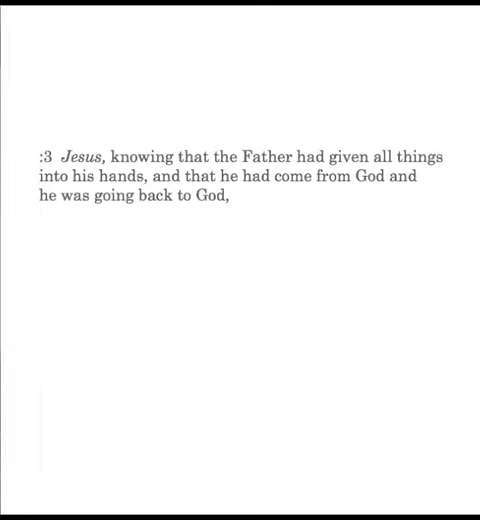 :3 Jesus, knowing that the Father had given all things
into his hands, and that he had come from God and
he was going back to God,